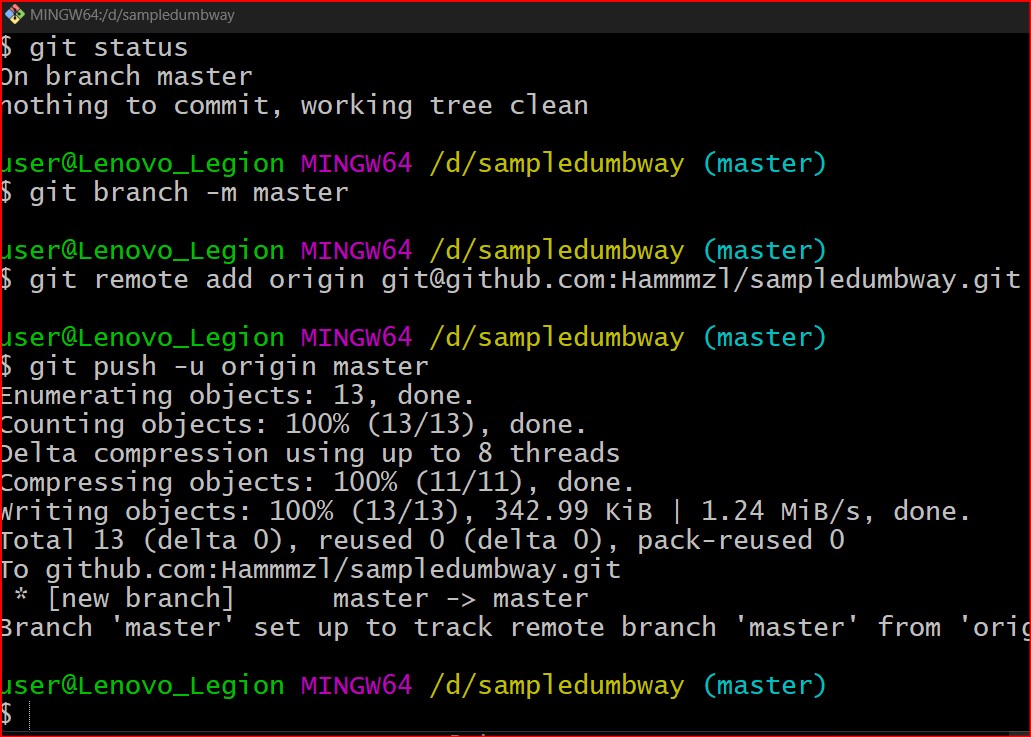 MINGW64:/d/sampledumbway
$ git status
On branch master
nothing to commit, working tree clean
user@Lenovo_Legion MINGW64 /d/sampledumbway (master)
$ git branch -m master
user@Lenovo_Legion MINGW64 /d/sampledumbway (master)
$ git remote add origin git@github.com:Hammmzl/sampledumbway.git
user@Lenovo_Legion MINGW64 /d/sampledumbway (master)
$ git push -u origin master
Enumerating objects: 13, done.
Counting objects: 100% (13/13), done.
Delta compression using up to 8 threads
Compressing objects: 100% (11/11), done.
Writing objects: 100% (13/13), 342.99 KiB | 1.24 MiB/s, done.
Total 13 (delta 0), reused 0 (delta 0), pack-reused 0
To github.com:Hammmzl/sampledumbway.git
 * [new branch]      master -> master
Branch 'master' set up to track remote branch 'master' from 'orig
user@Lenovo_Legion MINGW64 /d/sampledumbway (master)
$